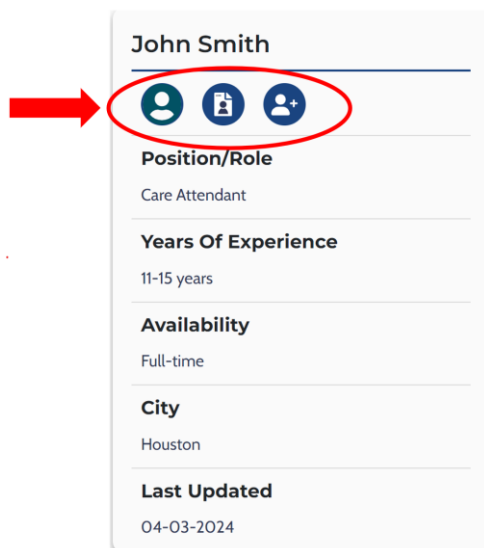 John Smith
Position/Role
Care Attendant
Years Of Experience
11-15 years
Availability
Full-time
City
Houston
Last Updated
04-03-2024